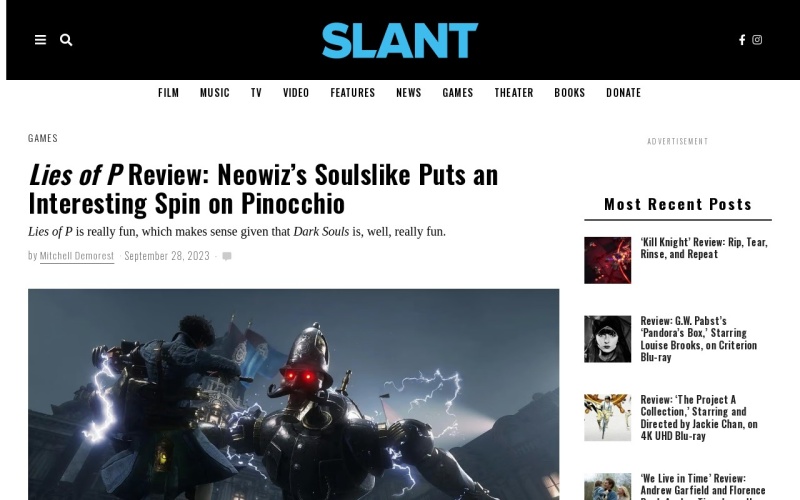 SLANT
FILM MUSIC TV VIDEO FEATURES NEWS GAMES THEATER BOOKS DONATE
GAMES
Lies of P Review: Neowiz’s Soulslike Puts an
Interesting Spin on Pinocchio
Lies of P is really fun, which makes sense given that Dark Souls is, well, really fun.
by Mitchell Demorest · September 28, 2023 ·
ADVERTISEMENT
Most Recent Posts
‘Kill Knight’ Review: Rip, Tear,
Rinse, and Repeat
Review: G.W. Pabst’s
‘Pandora’s Box,’ Starring
Louise Brooks, on Criterion
Blu-ray
Review: ‘The Project A
Collection,’ Starring and
Directed by Jackie Chan, on
4K UHD Blu-ray
‘We Live in Time’ Review:
Andrew Garfield and Florence